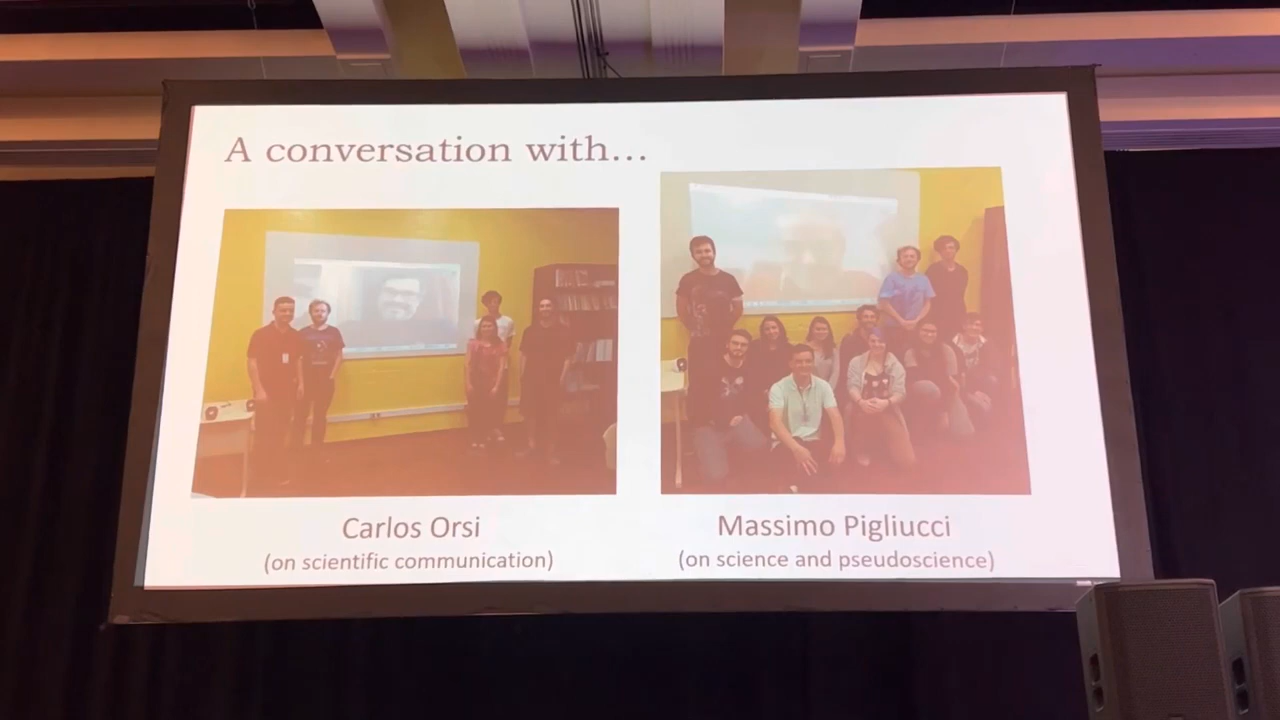 A conversation with...
Carlos Orsi
(on scientific communication)
Massimo Pigliucci
(on science and pseudoscience)